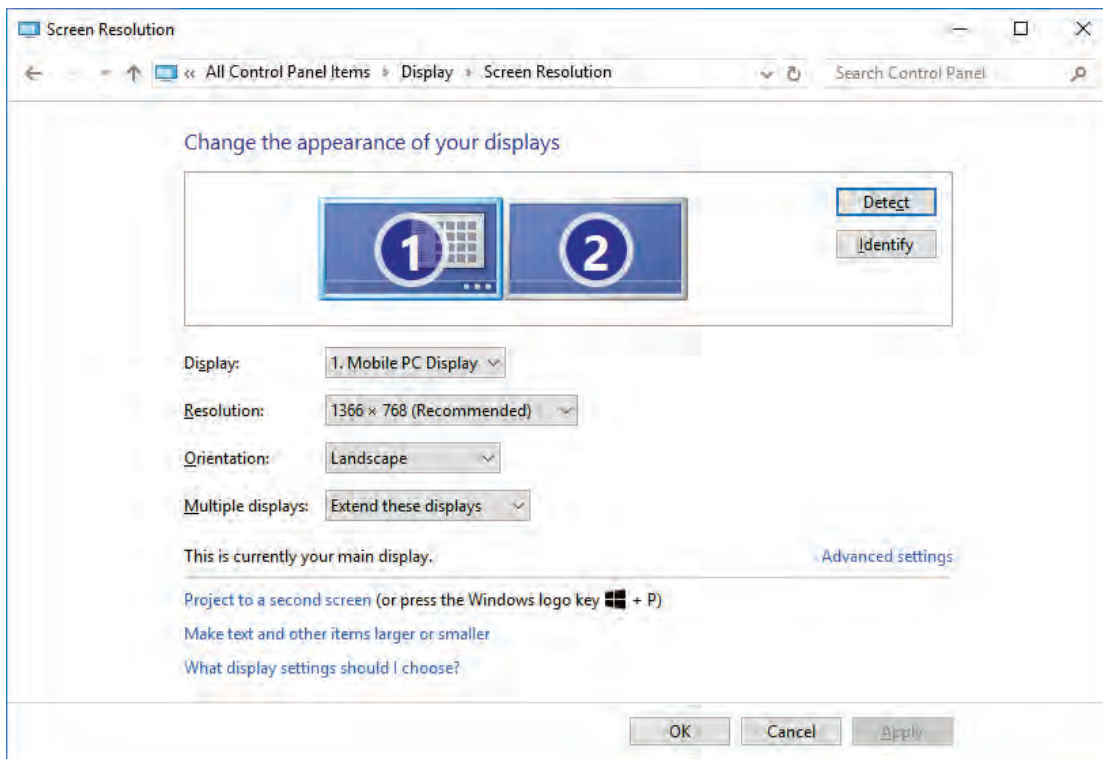 Screen Resolution
« All Control Panel Items › Display › Screen Resolution
Search Control Panel
Change the appearance of your displays
1 2
Detect
Identify
Display: 1. Mobile PC Display
Resolution: 1366 × 768 (Recommended)
Orientation: Landscape
Multiple displays: Extend these displays
This is currently your main display. Advanced settings
Project to a second screen (or press the Windows logo key + P)
Make text and other items larger or smaller
What display settings should I choose?
OK Cancel Apply